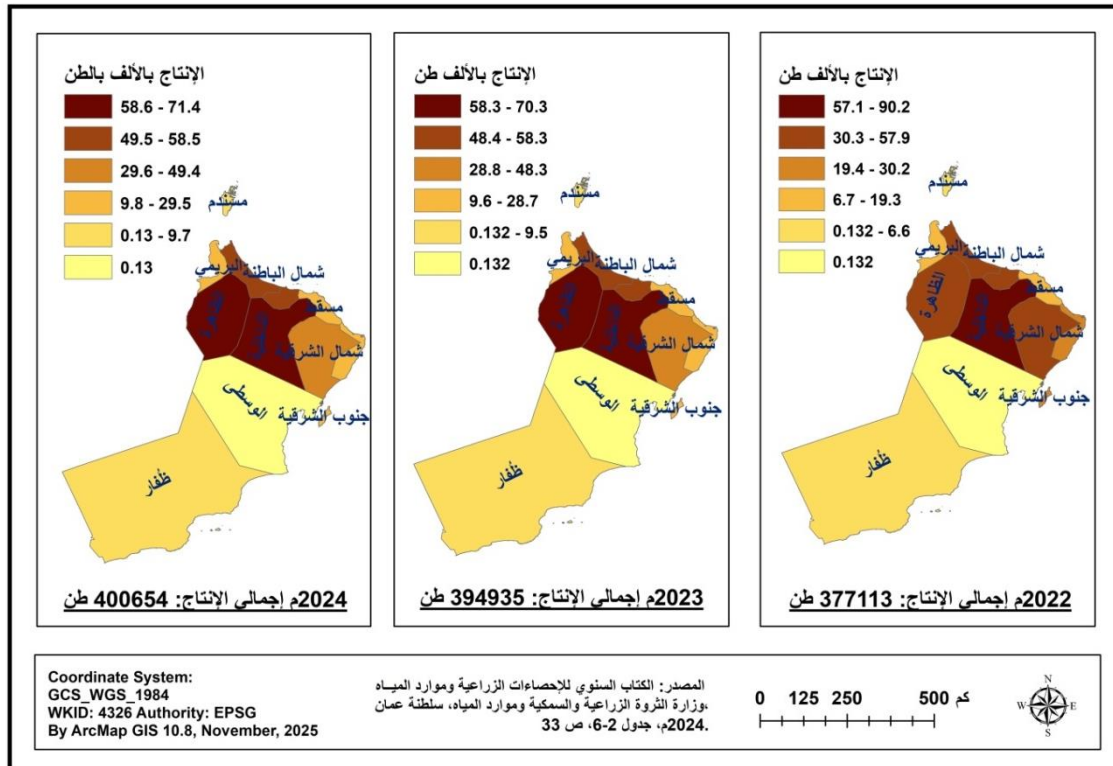 الإنتاج بالألف طن
57.1 - 90.2
30.3 - 57.9
19.4 - 30.2
6.7 - 19.3
0.132 - 6.6
0.132
مسندم
شمال الباطنة
البريمي
مسقط
الظاهرة
الداخلية
شمال الشرقية
الوسطى
جنوب الشرقية
ظُفار
2022م إجمالي الإنتاج: 377113 طن
الإنتاج بالألف طن
58.3 - 70.3
48.4 - 58.3
28.8 - 48.3
9.6 - 28.7
0.132 - 9.5
0.132
مسندم
شمال الباطنة
البريمي
مسقط
الظاهرة
الداخلية
شمال الشرقية
الوسطى
جنوب الشرقية
ظُفار
2023م إجمالي الإنتاج: 394935 طن
الإنتاج بالألف بالطن
58.6 - 71.4
49.5 - 58.5
29.6 - 49.4
9.8 - 29.5
0.13 - 9.7
0.13
مسندم
شمال الباطنة
البريمي
مسقط
الظاهرة
الداخلية
شمال الشرقية
الوسطى
جنوب الشرقية
ظُفار
2024م إجمالي الإنتاج: 400654 طن
Coordinate System:
GCS_WGS_1984
WKID: 4326 Authority: EPSG
By ArcMap GIS 10.8, November, 2025
المصدر: الكتاب السنوي للإحصاءات الزراعية وموارد المياه
،وزارة الثروة الزراعية والسمكية وموارد المياه، سلطنة عمان
.2024م، جدول 2-6، ص 33
0 125 250 500 كم
N
W E
S